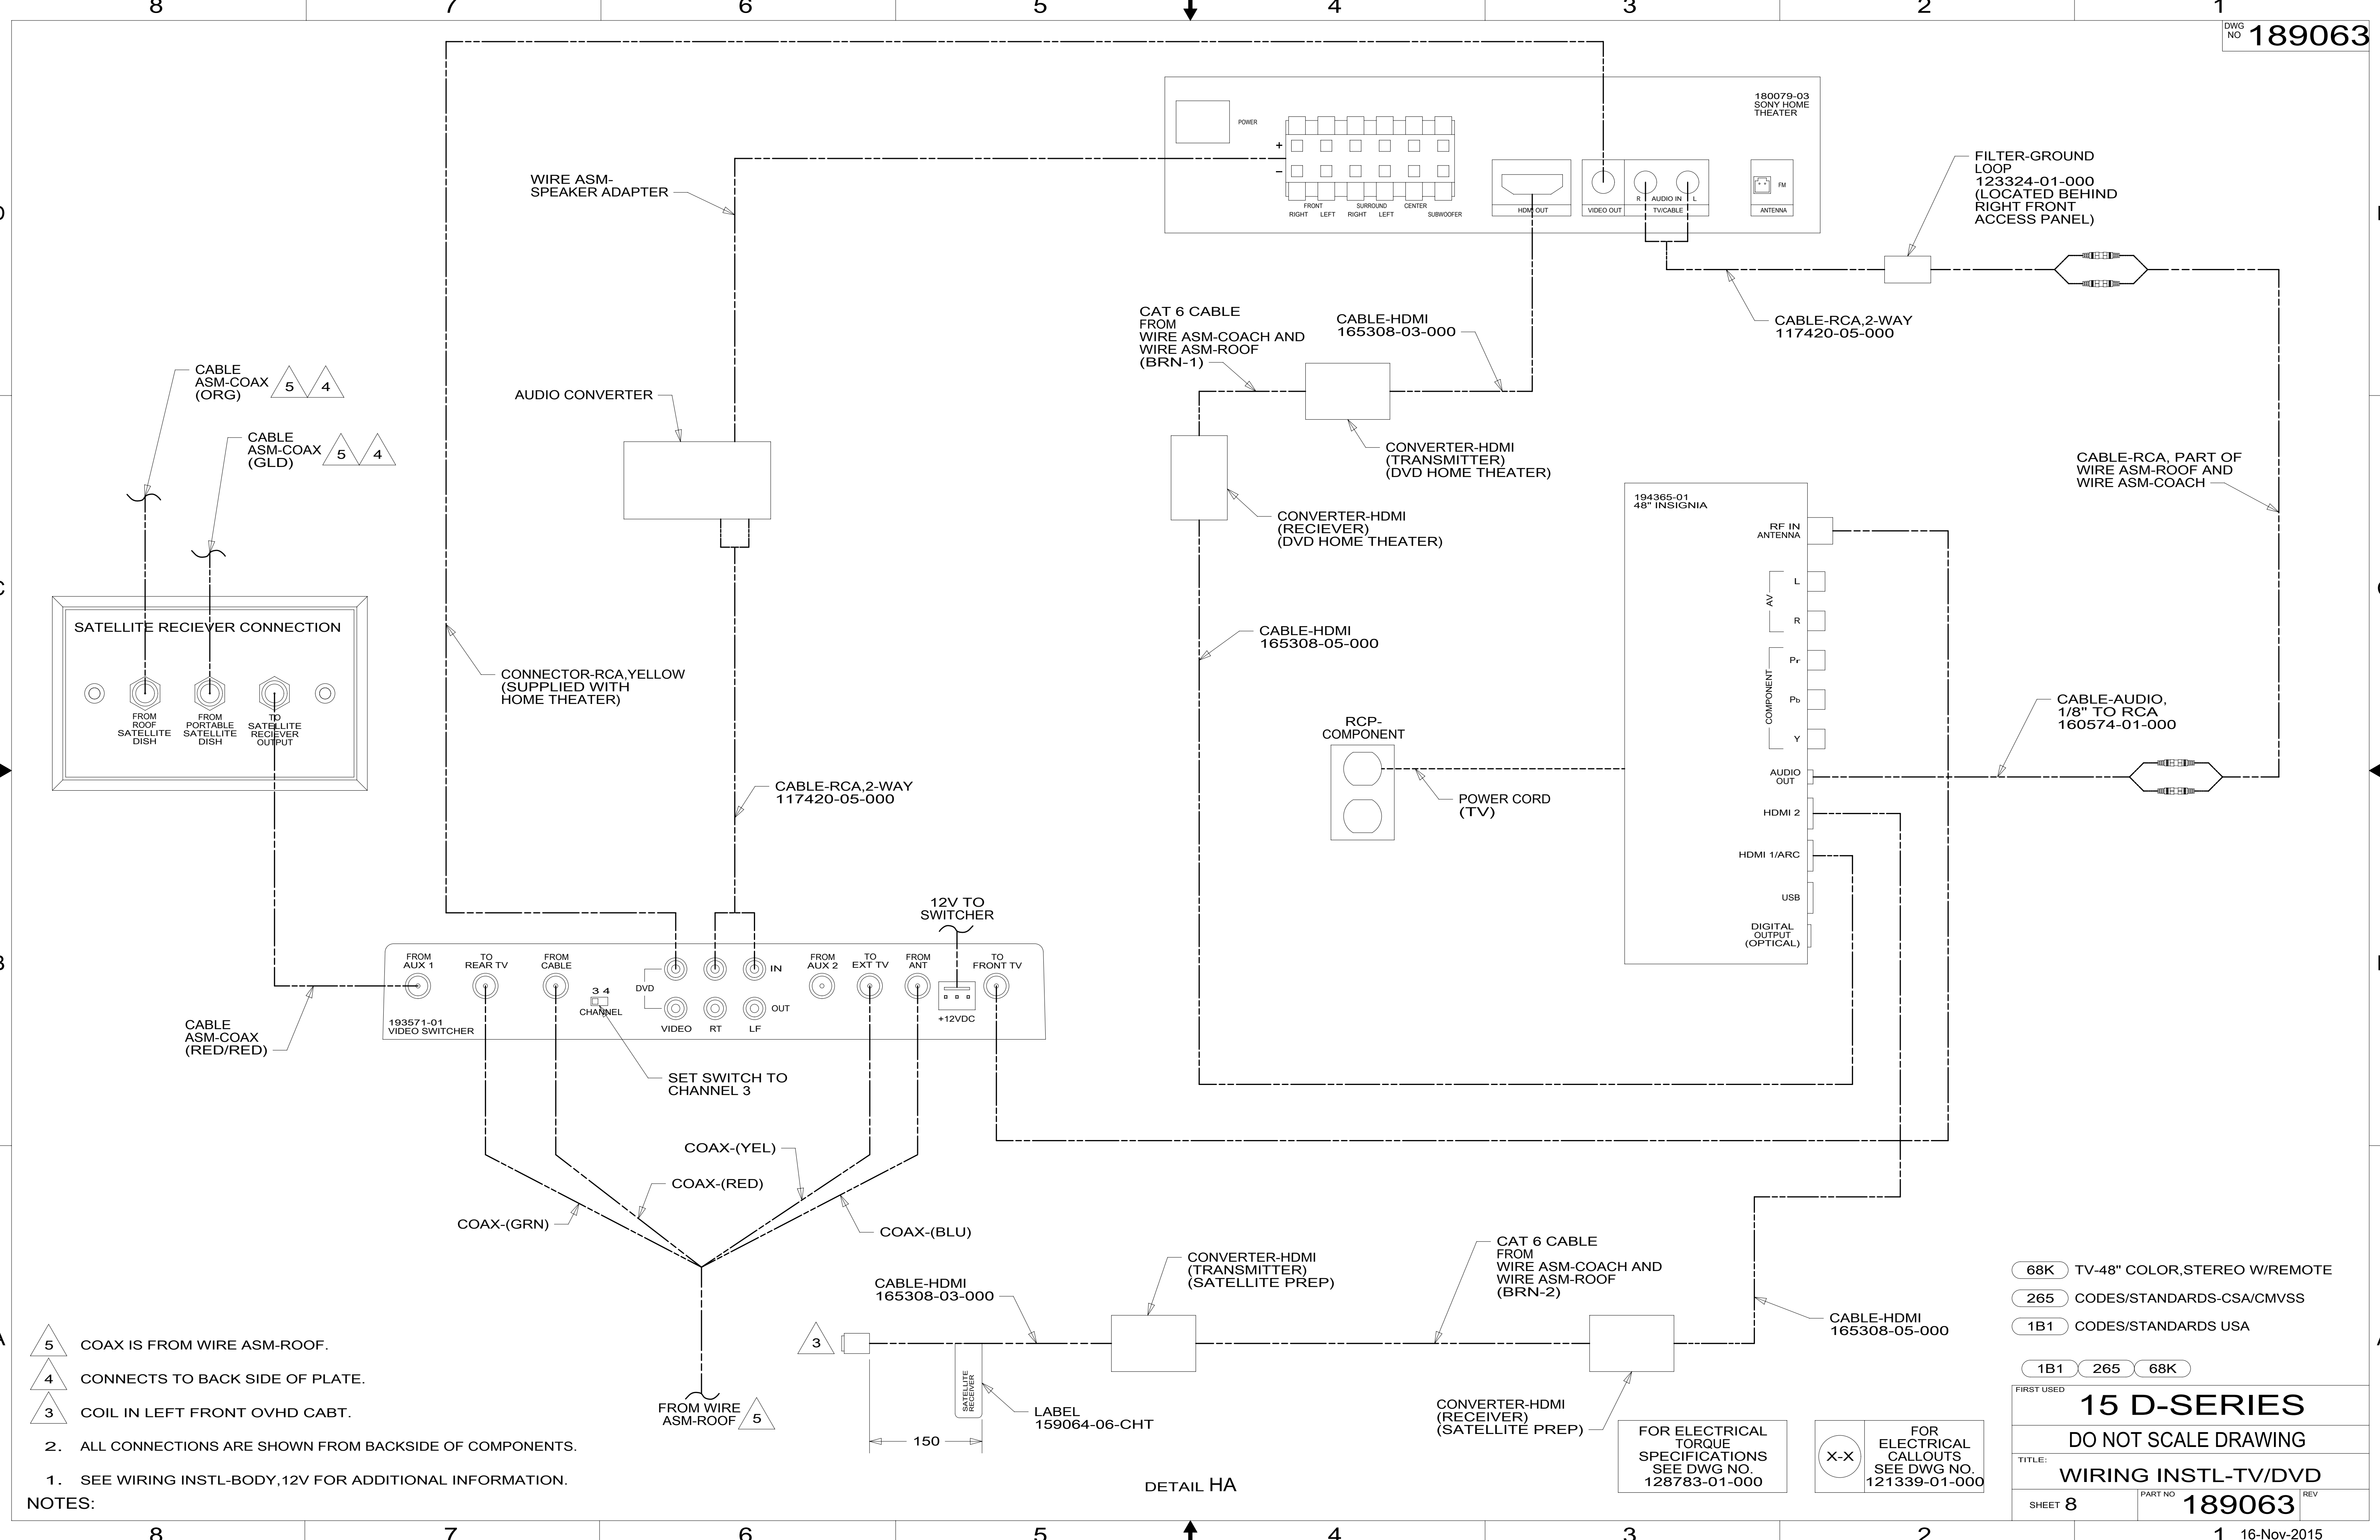 8 7 6 5 4 3 2 1
DWG
NO 189063
180079-03
SONY HOME
THEATER
POWER
+
−
FRONT SURROUND CENTER
RIGHT LEFT RIGHT LEFT SUBWOOFER
HDMI OUT
VIDEO OUT
R AUDIO IN L
TV/CABLE
FM
ANTENNA
FILTER-GROUND
LOOP
123324-01-000
(LOCATED BEHIND
RIGHT FRONT
ACCESS PANEL)
WIRE ASM-
SPEAKER ADAPTER
CAT 6 CABLE
FROM
WIRE ASM-COACH AND
WIRE ASM-ROOF
(BRN-1)
CABLE-HDMI
165308-03-000
CABLE-RCA,2-WAY
117420-05-000
CABLE
ASM-COAX
(ORG)
5 4
CABLE
ASM-COAX
(GLD)
5 4
AUDIO CONVERTER
CONVERTER-HDMI
(TRANSMITTER)
(DVD HOME THEATER)
CONVERTER-HDMI
(RECIEVER)
(DVD HOME THEATER)
CABLE-RCA, PART OF
WIRE ASM-ROOF AND
WIRE ASM-COACH
194365-01
48" INSIGNIA
RF IN
ANTENNA
L
AV
R
Pr
COMPONENT
Pb
Y
AUDIO
OUT
HDMI 2
HDMI 1/ARC
USB
DIGITAL
OUTPUT
(OPTICAL)
SATELLITE RECIEVER CONNECTION
FROM
ROOF
SATELLITE
DISH
FROM
PORTABLE
SATELLITE
DISH
TO
SATELLITE
RECIEVER
OUTPUT
CONNECTOR-RCA,YELLOW
(SUPPLIED WITH
HOME THEATER)
CABLE-HDMI
165308-05-000
RCP-
COMPONENT
POWER CORD
(TV)
CABLE-AUDIO,
1/8" TO RCA
160574-01-000
CABLE-RCA,2-WAY
117420-05-000
12V TO
SWITCHER
FROM
AUX 1
TO
REAR TV
FROM
CABLE
3 4
CHANNEL
DVD
IN
OUT
VIDEO RT LF
FROM
AUX 2
TO
EXT TV
FROM
ANT
+12VDC
TO
FRONT TV
193571-01
VIDEO SWITCHER
CABLE
ASM-COAX
(RED/RED)
SET SWITCH TO
CHANNEL 3
COAX-(YEL)
COAX-(RED)
COAX-(GRN)
COAX-(BLU)
FROM WIRE
ASM-ROOF 5
CABLE-HDMI
165308-03-000
3
SATELLITE
RECEIVER
LABEL
159064-06-CHT
150
CONVERTER-HDMI
(TRANSMITTER)
(SATELLITE PREP)
CAT 6 CABLE
FROM
WIRE ASM-COACH AND
WIRE ASM-ROOF
(BRN-2)
CABLE-HDMI
165308-05-000
CONVERTER-HDMI
(RECEIVER)
(SATELLITE PREP)
DETAIL HA
5 COAX IS FROM WIRE ASM-ROOF.
4 CONNECTS TO BACK SIDE OF PLATE.
3 COIL IN LEFT FRONT OVHD CABT.
2. ALL CONNECTIONS ARE SHOWN FROM BACKSIDE OF COMPONENTS.
1. SEE WIRING INSTL-BODY,12V FOR ADDITIONAL INFORMATION.
NOTES:
FOR ELECTRICAL
TORQUE
SPECIFICATIONS
SEE DWG NO.
128783-01-000
X-X
FOR
ELECTRICAL
CALLOUTS
SEE DWG NO.
121339-01-000
68K TV-48" COLOR,STEREO W/REMOTE
265 CODES/STANDARDS-CSA/CMVSS
1B1 CODES/STANDARDS USA
1B1 265 68K
FIRST USED
15 D-SERIES
DO NOT SCALE DRAWING
TITLE:
WIRING INSTL-TV/DVD
SHEET 8
PART NO 189063 REV
8 7 6 5 4 3 2 1
16-Nov-2015